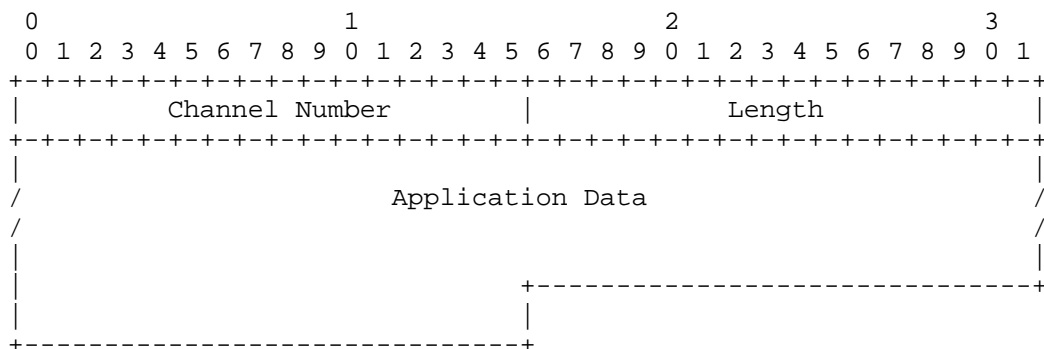 0                   1                   2                   3
 0 1 2 3 4 5 6 7 8 9 0 1 2 3 4 5 6 7 8 9 0 1 2 3 4 5 6 7 8 9 0 1
+-+-+-+-+-+-+-+-+-+-+-+-+-+-+-+-+-+-+-+-+-+-+-+-+-+-+-+-+-+-+-+-+
|         Channel Number        |            Length             |
+-+-+-+-+-+-+-+-+-+-+-+-+-+-+-+-+-+-+-+-+-+-+-+-+-+-+-+-+-+-+-+-+
|                                                               |
/                       Application Data                        /
/                                                               /
|                                                               |
|                               +-------------------------------+
|                               |
+-------------------------------+